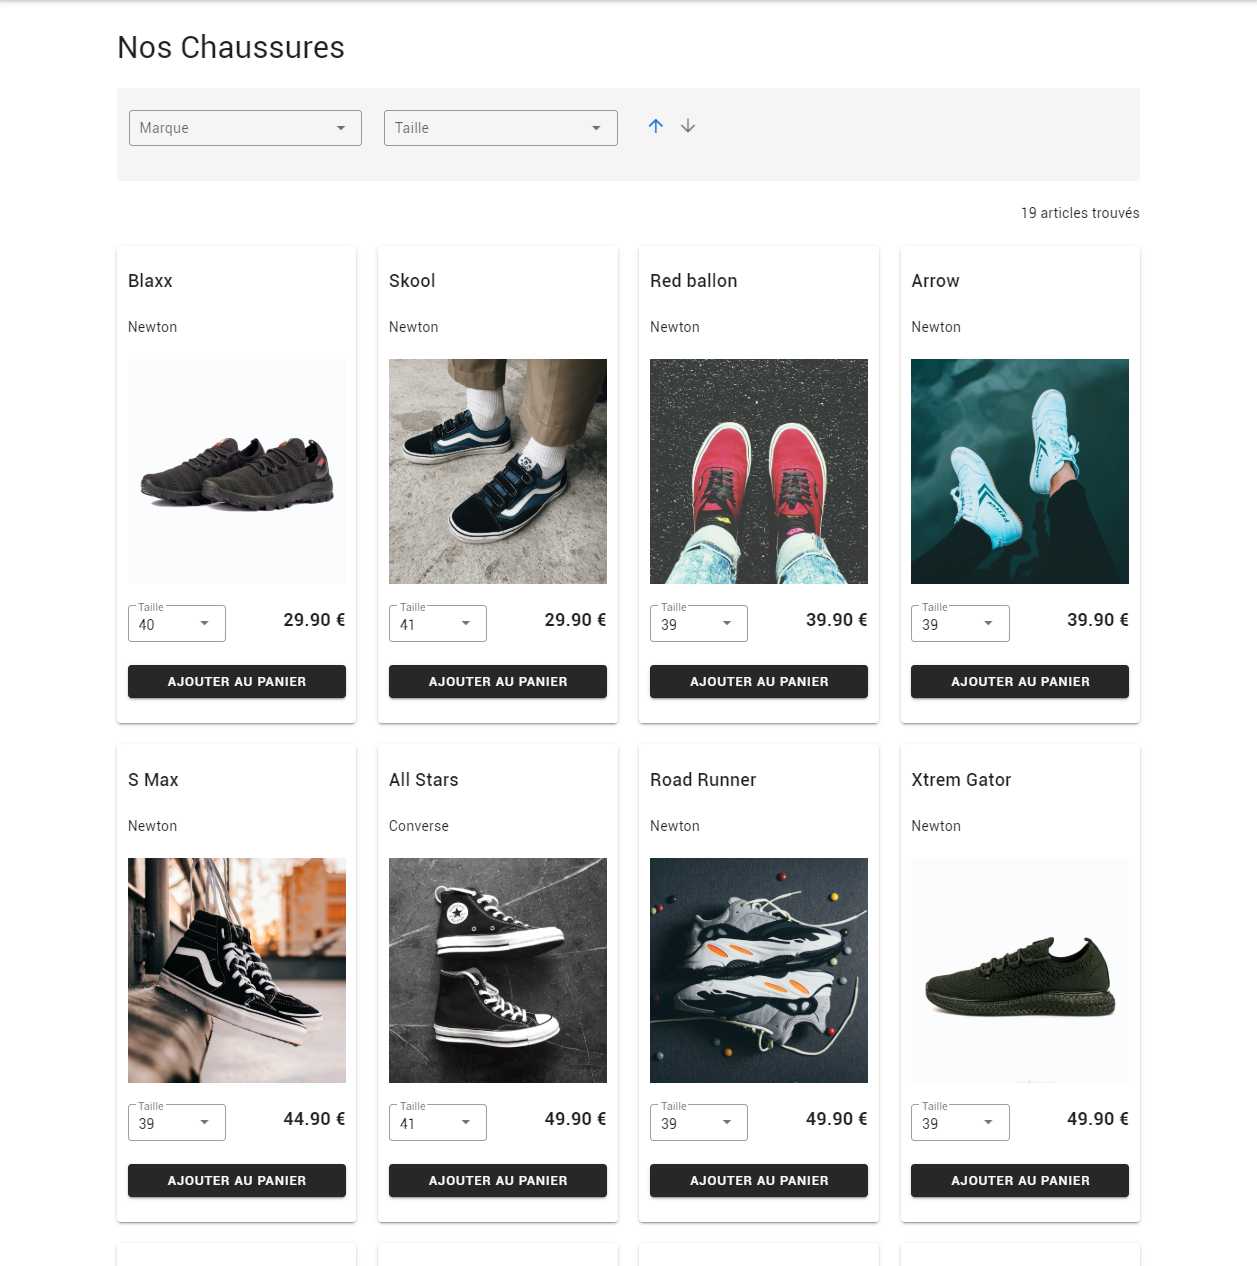 Nos Chaussures
Marque
Taille
19 articles trouvés
Blaxx
Newton
Taille
40
29.90 €
AJOUTER AU PANIER
Skool
Newton
Taille
41
29.90 €
AJOUTER AU PANIER
Red ballon
Newton
Taille
39
39.90 €
AJOUTER AU PANIER
Arrow
Newton
Taille
39
39.90 €
AJOUTER AU PANIER
S Max
Newton
Taille
39
44.90 €
AJOUTER AU PANIER
All Stars
Converse
Taille
41
49.90 €
AJOUTER AU PANIER
Road Runner
Newton
Taille
39
49.90 €
AJOUTER AU PANIER
Xtrem Gator
Newton
Taille
39
49.90 €
AJOUTER AU PANIER